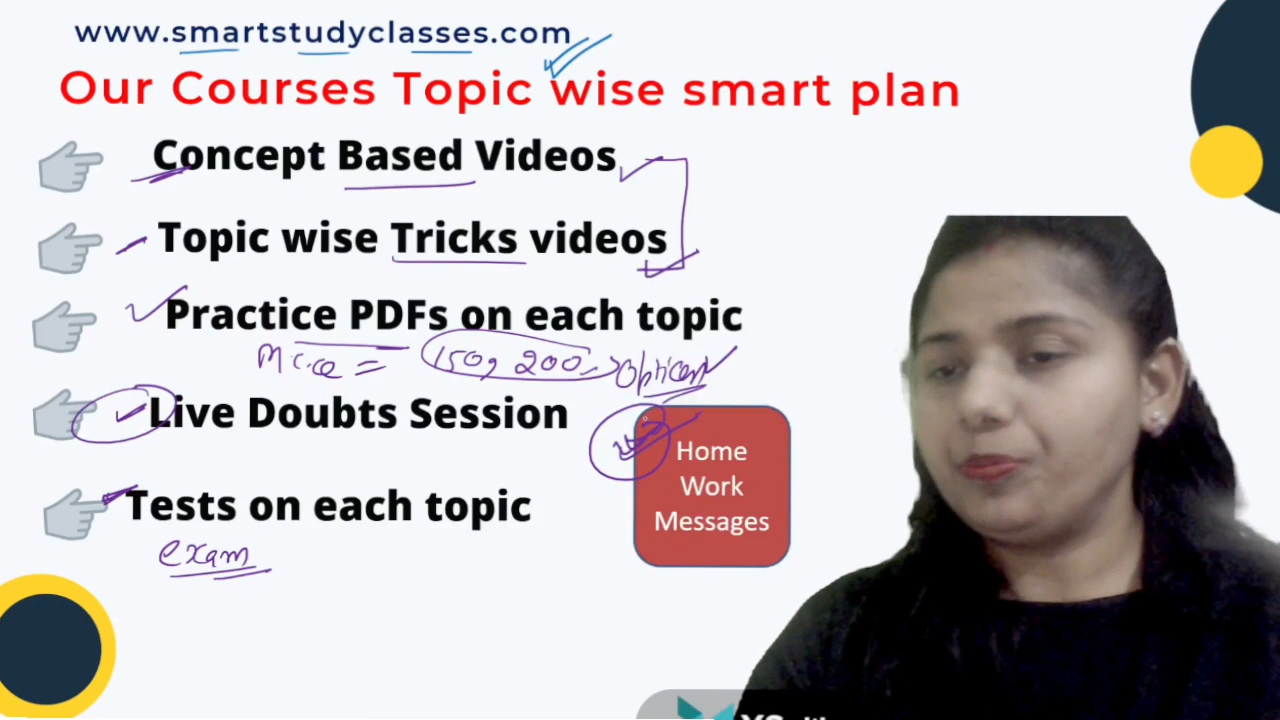 www.smartstudyclasses.com
Our Courses Topic wise smart plan
Concept Based Videos
Topic wise Tricks videos
Practice PDFs on each topic
150, 200
Live Doubts Session
Home
Work
Messages
Tests on each topic
exam